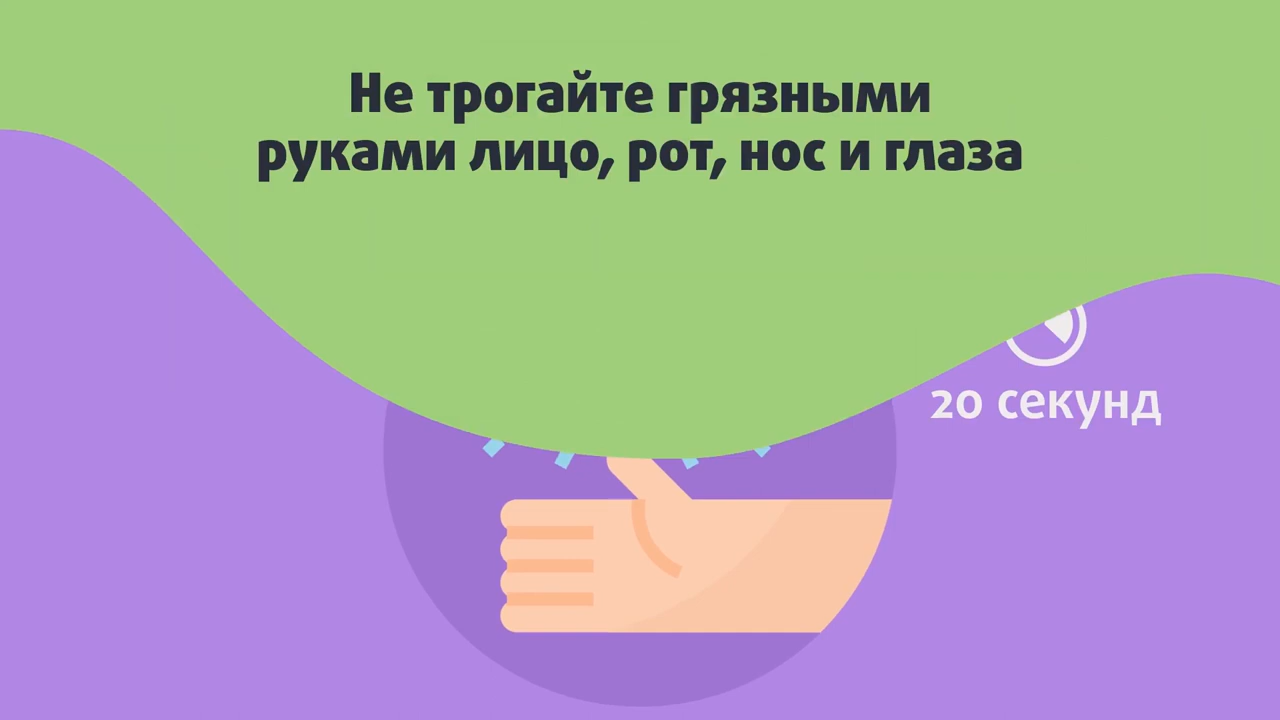 Не трогайте грязными
руками лицо, рот, нос и глаза
20 секунд